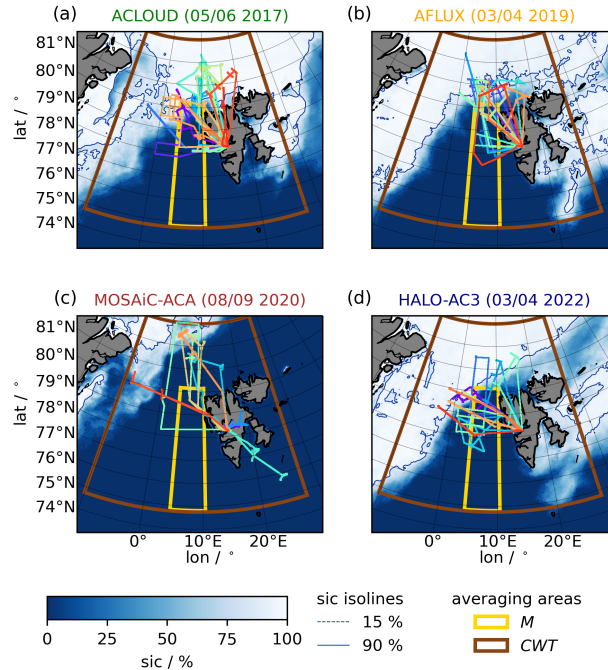 (a) ACLOUD (05/06 2017)
(b) AFLUX (03/04 2019)
81°N
80°N
79°N
78°N
77°N
76°N
75°N
74°N
lat / °
(c) MOSAiC-ACA (08/09 2020)
(d) HALO-AC3 (03/04 2022)
81°N
80°N
79°N
78°N
77°N
76°N
75°N
74°N
lat / °
0° 10°E 20°E
lon / °
0° 10°E 20°E
lon / °
0 25 50 75 100
sic / %
sic isolines
15 %
90 %
averaging areas
M
CWT